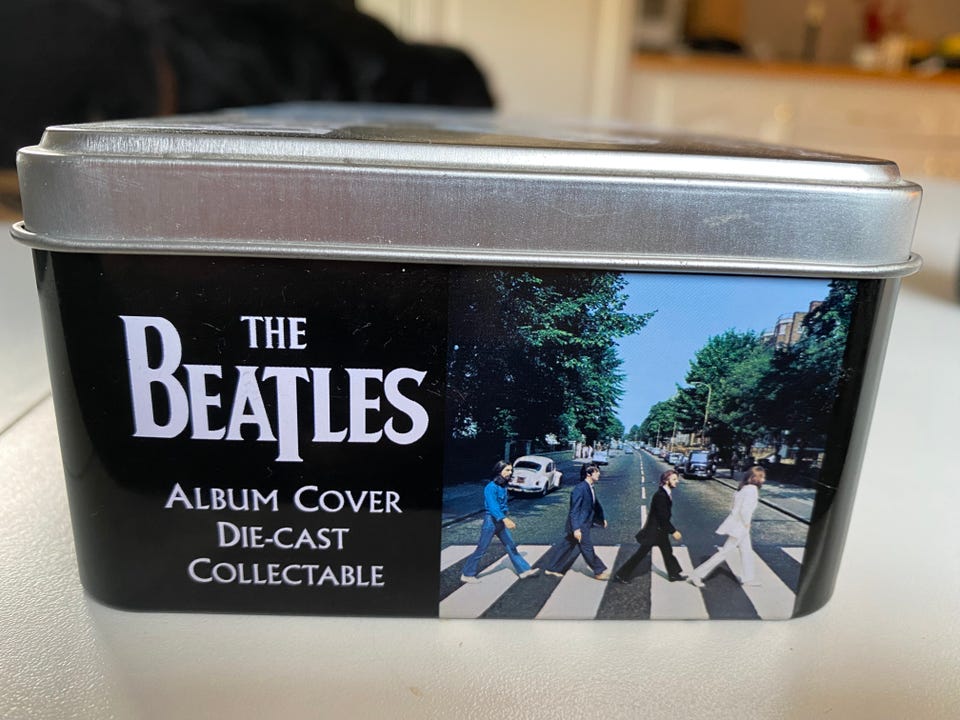 THE
BEATLES
ALBUM COVER
DIE-CAST
COLLECTABLE